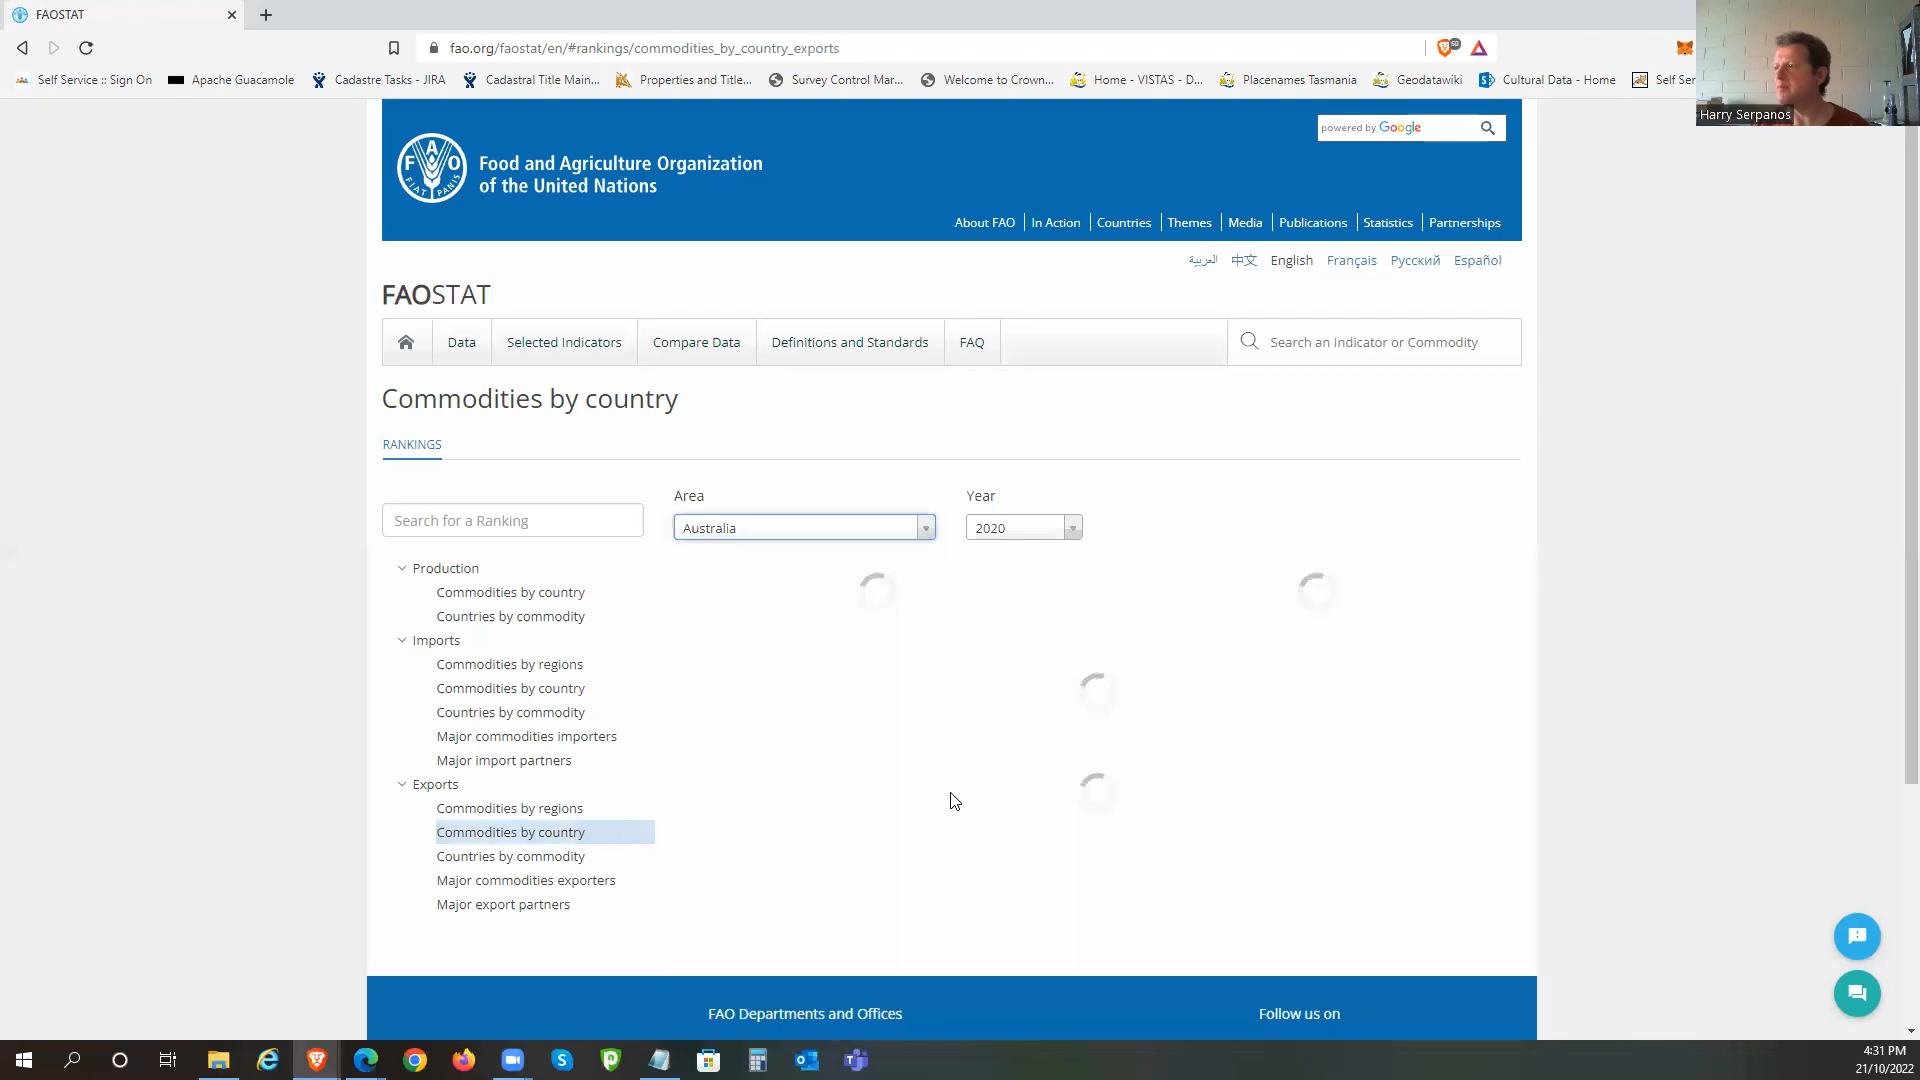 FAOSTAT
fao.org/faostat/en/#rankings/commodities_by_country_exports
Self Service :: Sign On
Apache Guacamole
Cadastre Tasks - JIRA
Cadastral Title Main...
Properties and Title...
Survey Control Mar...
Welcome to Crown...
Home - VISTAS - D...
Placenames Tasmania
Geodatawiki
Cultural Data - Home
Self Ser
Harry Serpanos
powered by Google
FAO
FIAT PANIS
Food and Agriculture Organization
of the United Nations
About FAO
In Action
Countries
Themes
Media
Publications
Statistics
Partnerships
العربية
中文
English
Français
Русский
Español
FAOSTAT
Data
Selected Indicators
Compare Data
Definitions and Standards
FAQ
Search an Indicator or Commodity
Commodities by country
RANKINGS
Search for a Ranking
Area
Australia
Year
2020
Production
Commodities by country
Countries by commodity
Imports
Commodities by regions
Commodities by country
Countries by commodity
Major commodities importers
Major import partners
Exports
Commodities by regions
Commodities by country
Countries by commodity
Major commodities exporters
Major export partners
FAO Departments and Offices
Follow us on
4:31 PM
21/10/2022